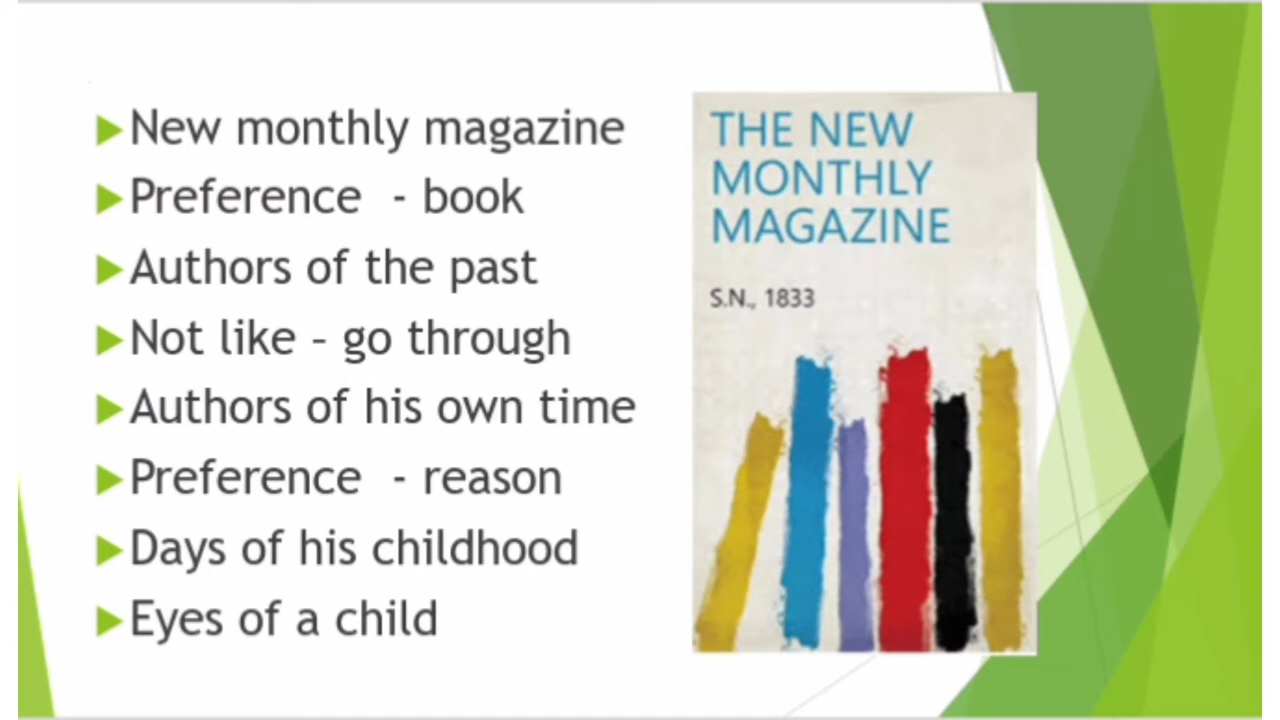 New monthly magazine
Preference - book
Authors of the past
Not like – go through
Authors of his own time
Preference - reason
Days of his childhood
Eyes of a child
THE NEW
MONTHLY
MAGAZINE
S.N., 1833